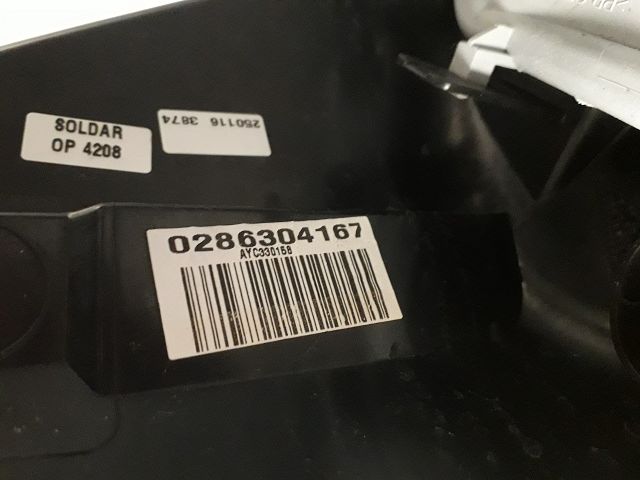 SOLDAR
OP 4208
250116 3874
0286304167
AYC330158